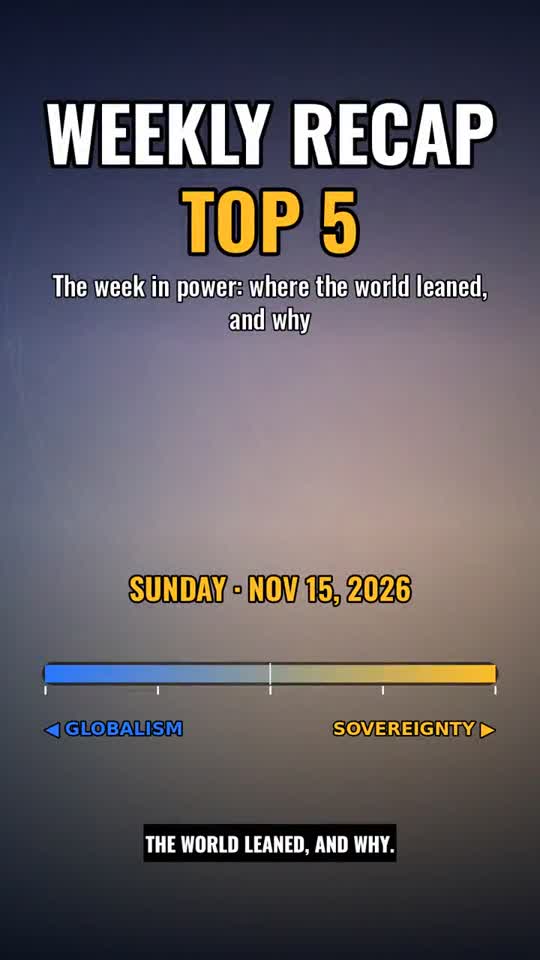 WEEKLY RECAP
TOP 5
The week in power: where the world leaned,
and why
SUNDAY · NOV 15, 2026
◀ GLOBALISM
SOVEREIGNTY ▶
THE WORLD LEANED, AND WHY.